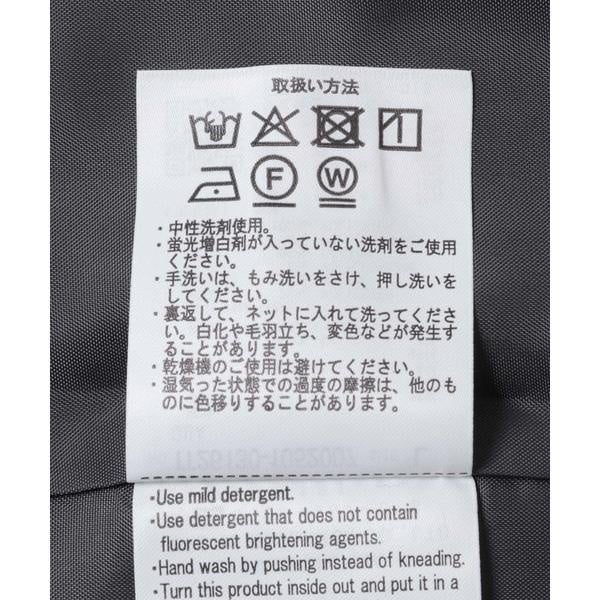 取扱い方法
F W
・中性洗剤使用。
・蛍光増白剤が入っていない洗剤をご使用
ください。
・手洗いは、もみ洗いをさけ、押し洗いを
してください。
・裏返して、ネットに入れて洗ってくださ
い。白化や毛羽立ち、変色などが発生す
ることがあります。
・乾燥機のご使用は避けてください。
・湿気った状態での過度の摩擦は、他のも
のに色移りすることがあります。
・Use mild detergent.
・Use detergent that does not contain
fluorescent brightening agents.
・Hand wash by pushing instead of kneading.
・Turn this product inside out and put it in a